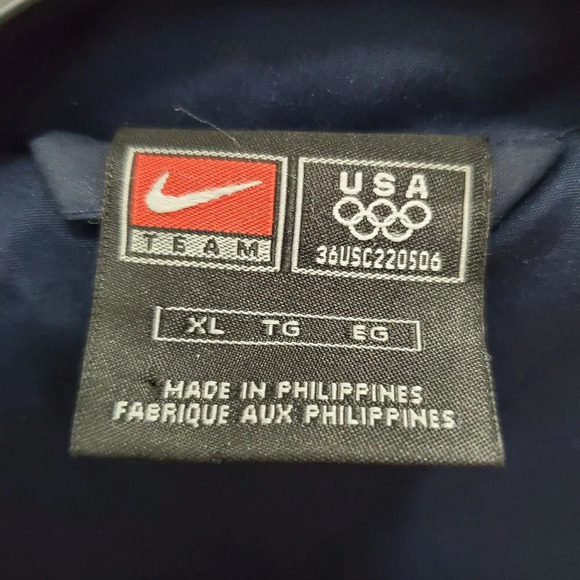 TEAM
USA
36USC220506
XL TG EG
MADE IN PHILIPPINES
FABRIQUE AUX PHILIPPINES